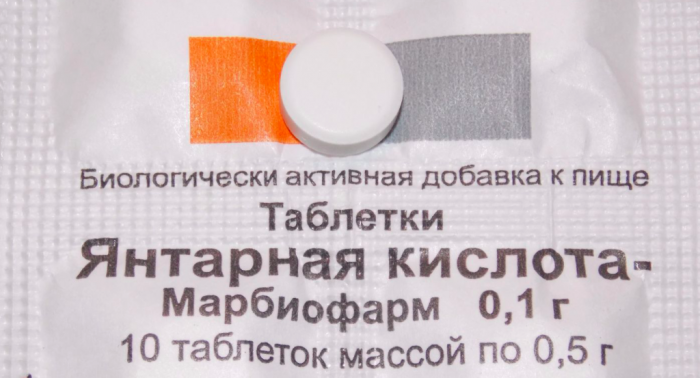 Биологически активная добавка к пище
Таблетки
Янтарная кислота-
Марбиофарм 0,1 г
10 таблеток массой по 0,5 г